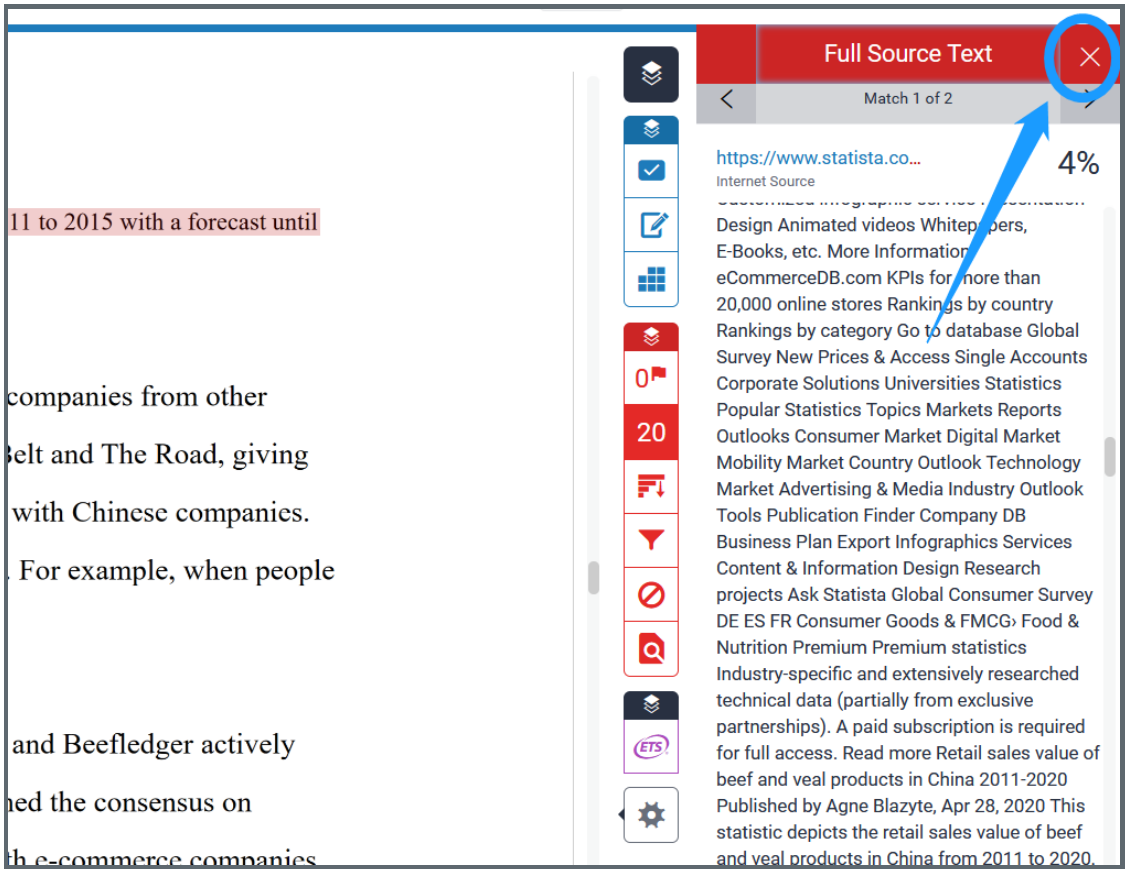 11 to 2015 with a forecast until
companies from other
Belt and The Road, giving
with Chinese companies.
. For example, when people
and Beefledger actively
ned the consensus on
th e-commerce companies
0
20
ETS
Full Source Text
Match 1 of 2
https://www.statista.co...
4%
Internet Source
Customized Infographic Service Presentation
Design Animated videos Whitepapers,
E-Books, etc. More Information
eCommerceDB.com KPIs for more than
20,000 online stores Rankings by country
Rankings by category Go to database Global
Survey New Prices & Access Single Accounts
Corporate Solutions Universities Statistics
Popular Statistics Topics Markets Reports
Outlooks Consumer Market Digital Market
Mobility Market Country Outlook Technology
Market Advertising & Media Industry Outlook
Tools Publication Finder Company DB
Business Plan Export Infographics Services
Content & Information Design Research
projects Ask Statista Global Consumer Survey
DE ES FR Consumer Goods & FMCG› Food &
Nutrition Premium Premium statistics
Industry-specific and extensively researched
technical data (partially from exclusive
partnerships). A paid subscription is required
for full access. Read more Retail sales value of
beef and veal products in China 2011-2020
Published by Agne Blazyte, Apr 28, 2020 This
statistic depicts the retail sales value of beef
and veal products in China from 2011 to 2020.